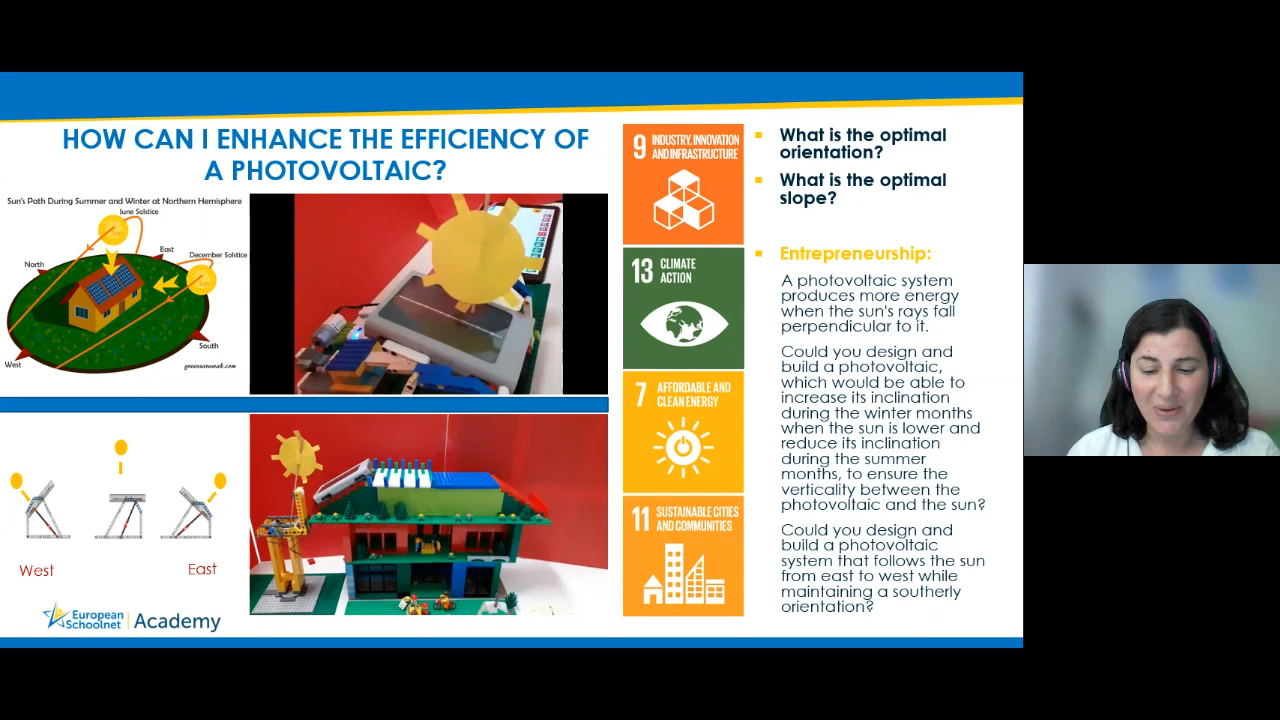 HOW CAN I ENHANCE THE EFFICIENCY OF
A PHOTOVOLTAIC?
Sun's Path During Summer and Winter at Northern Hemisphere
June Solstice
East
December Solstice
North
South
West
greensarawak.com
West
East
European
Schoolnet
Academy
9 INDUSTRY, INNOVATION
AND INFRASTRUCTURE
13 CLIMATE
ACTION
7 AFFORDABLE AND
CLEAN ENERGY
11 SUSTAINABLE CITIES
AND COMMUNITIES
What is the optimal
orientation?
What is the optimal
slope?
Entrepreneurship:
A photovoltaic system
produces more energy
when the sun's rays fall
perpendicular to it.
Could you design and
build a photovoltaic,
which would be able to
increase its inclination
during the winter months
when the sun is lower and
reduce its inclination
during the summer
months, to ensure the
verticality between the
photovoltaic and the sun?
Could you design and
build a photovoltaic
system that follows the sun
from east to west while
maintaining a southerly
orientation?